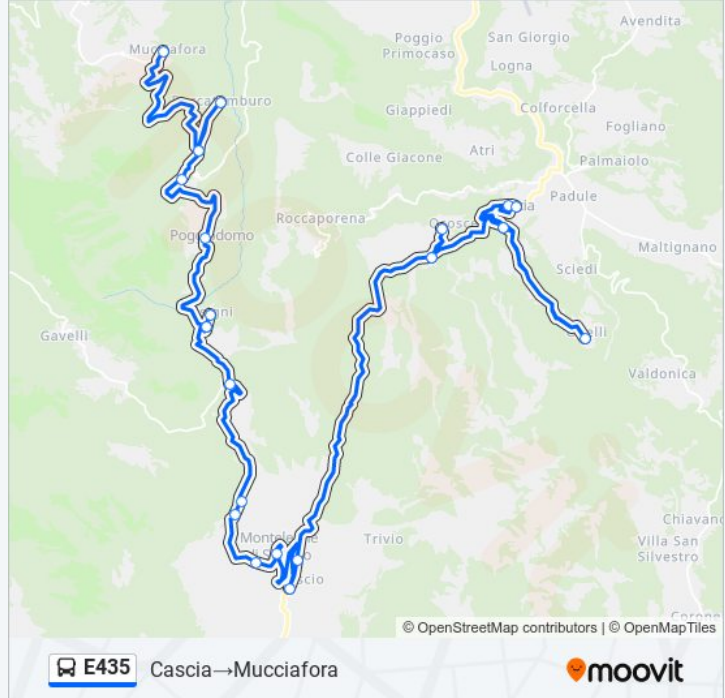 Avendita
Poggio
Primocaso
San Giorgio
Logna
Mucciafora
Colforcella
Giappiedi
Fogliano
Atri
Colle Giacone
Palmaiolo
Padule
Roccaporena
Maltignano
Sciedi
Gavelli
Valdonica
Trivio
Chiavano
Villa San
Silvestro
© OpenStreetMap contributors | © OpenMapTiles
E435 Cascia→Mucciafora
moovit